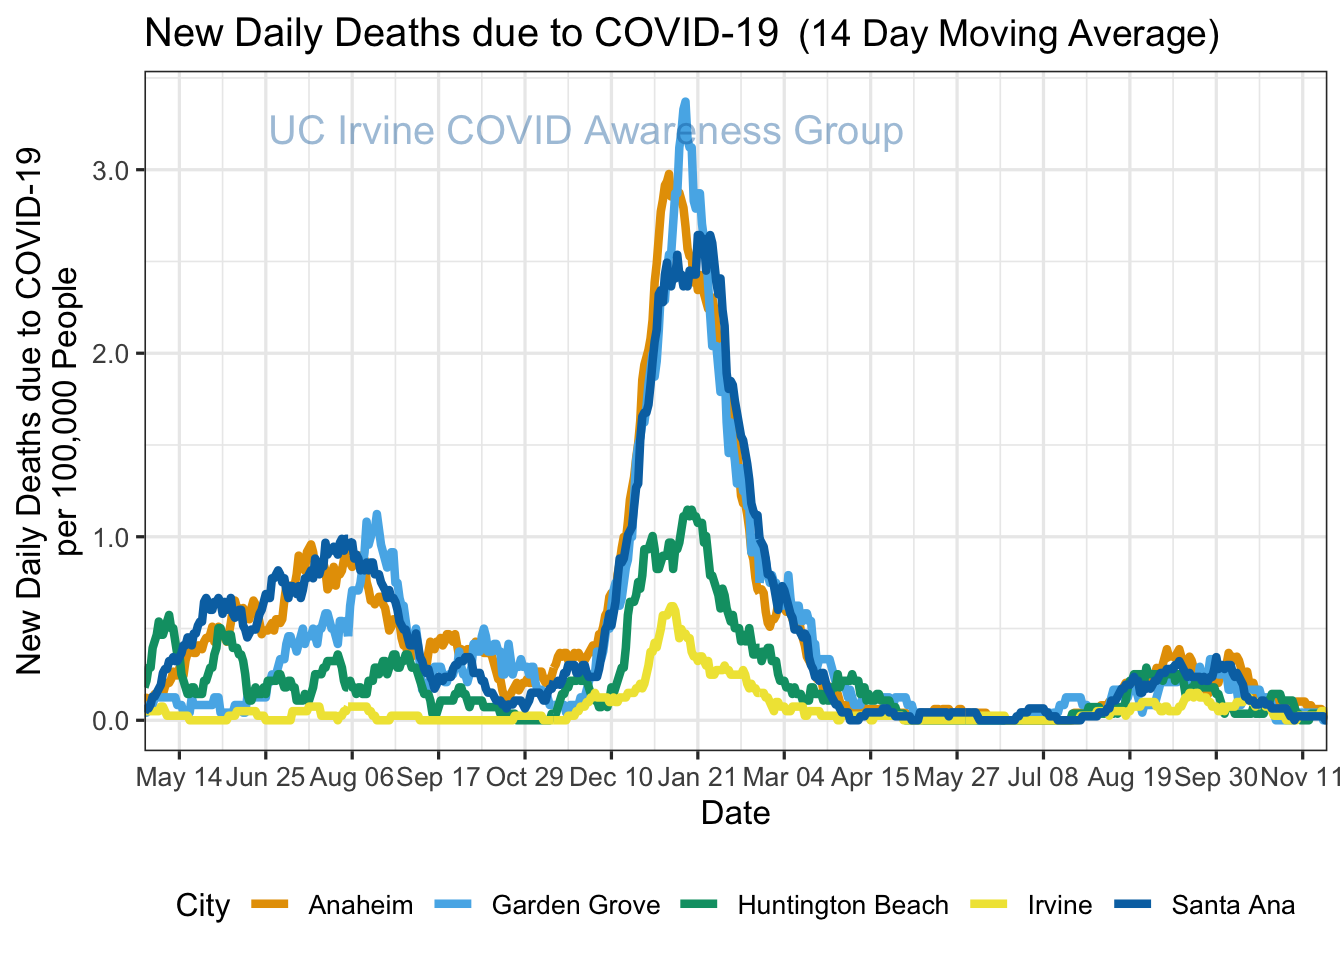 New Daily Deaths due to COVID-19 (14 Day Moving Average)
UC Irvine COVID Awareness Group
New Daily Deaths due to COVID-19
per 100,000 People
3.0
2.0
1.0
0.0
May 14 Jun 25 Aug 06 Sep 17 Oct 29 Dec 10 Jan 21 Mar 04 Apr 15 May 27 Jul 08 Aug 19 Sep 30 Nov 11
Date
City Anaheim Garden Grove Huntington Beach Irvine Santa Ana